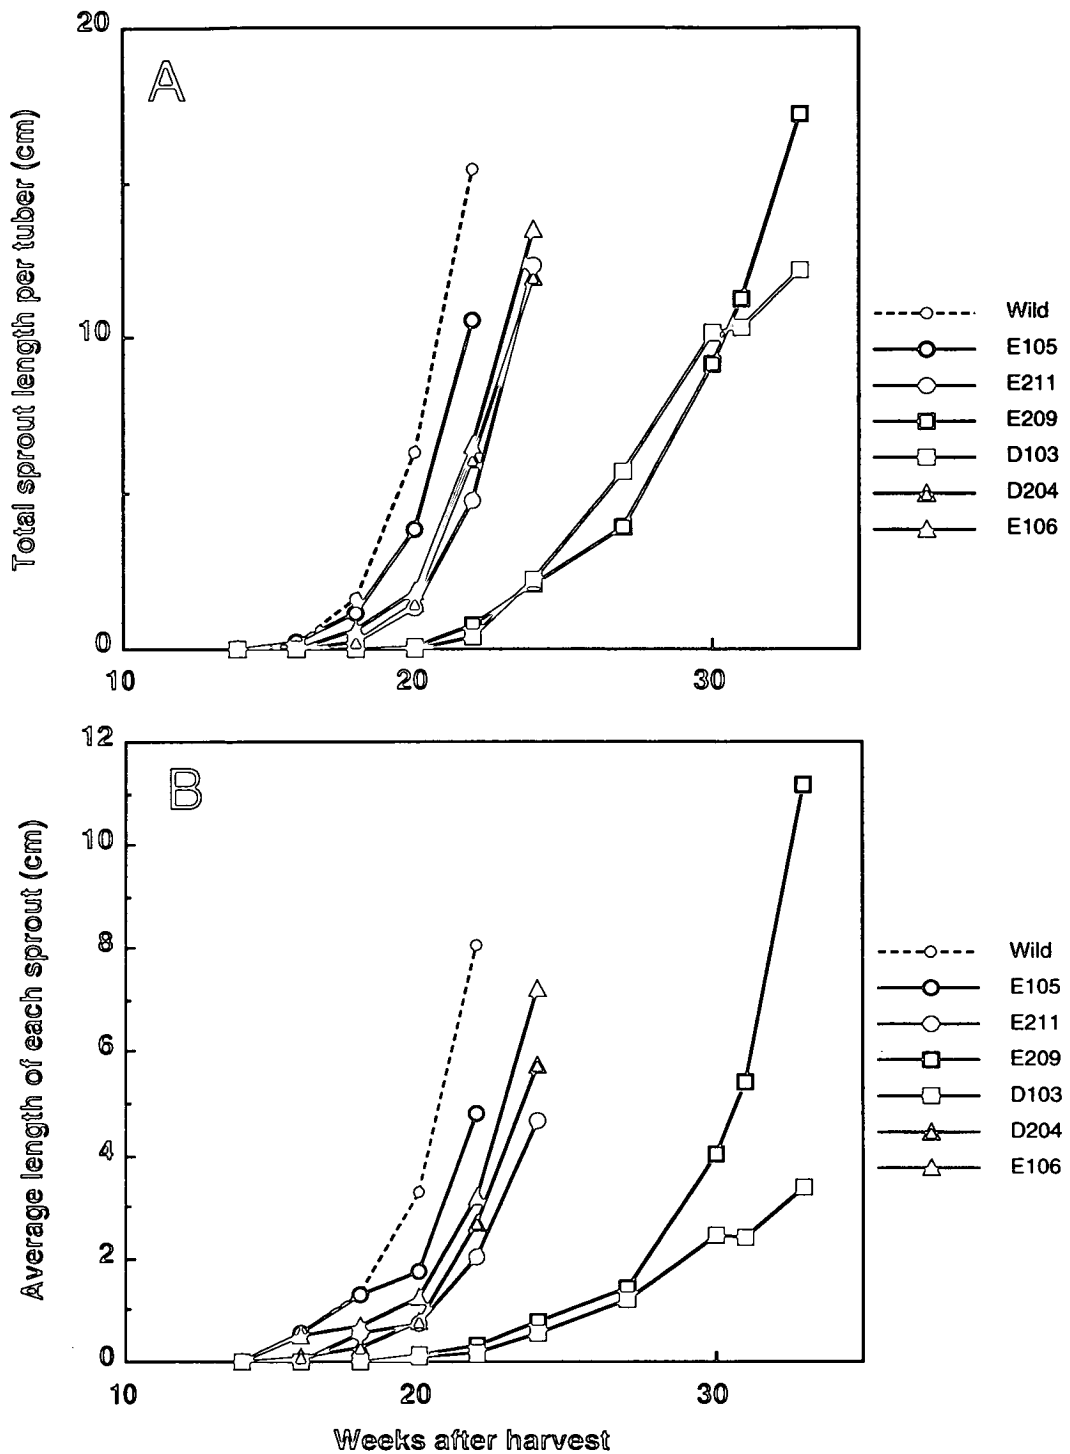 20
A
Total sprout length per tuber (cm)
10
0
10
20
30
Wild
E105
E211
E209
D103
D204
E106
12
B
10
Average length of each sprout (cm)
8
6
4
2
0
10
20
30
Weeks after harvest
Wild
E105
E211
E209
D103
D204
E106